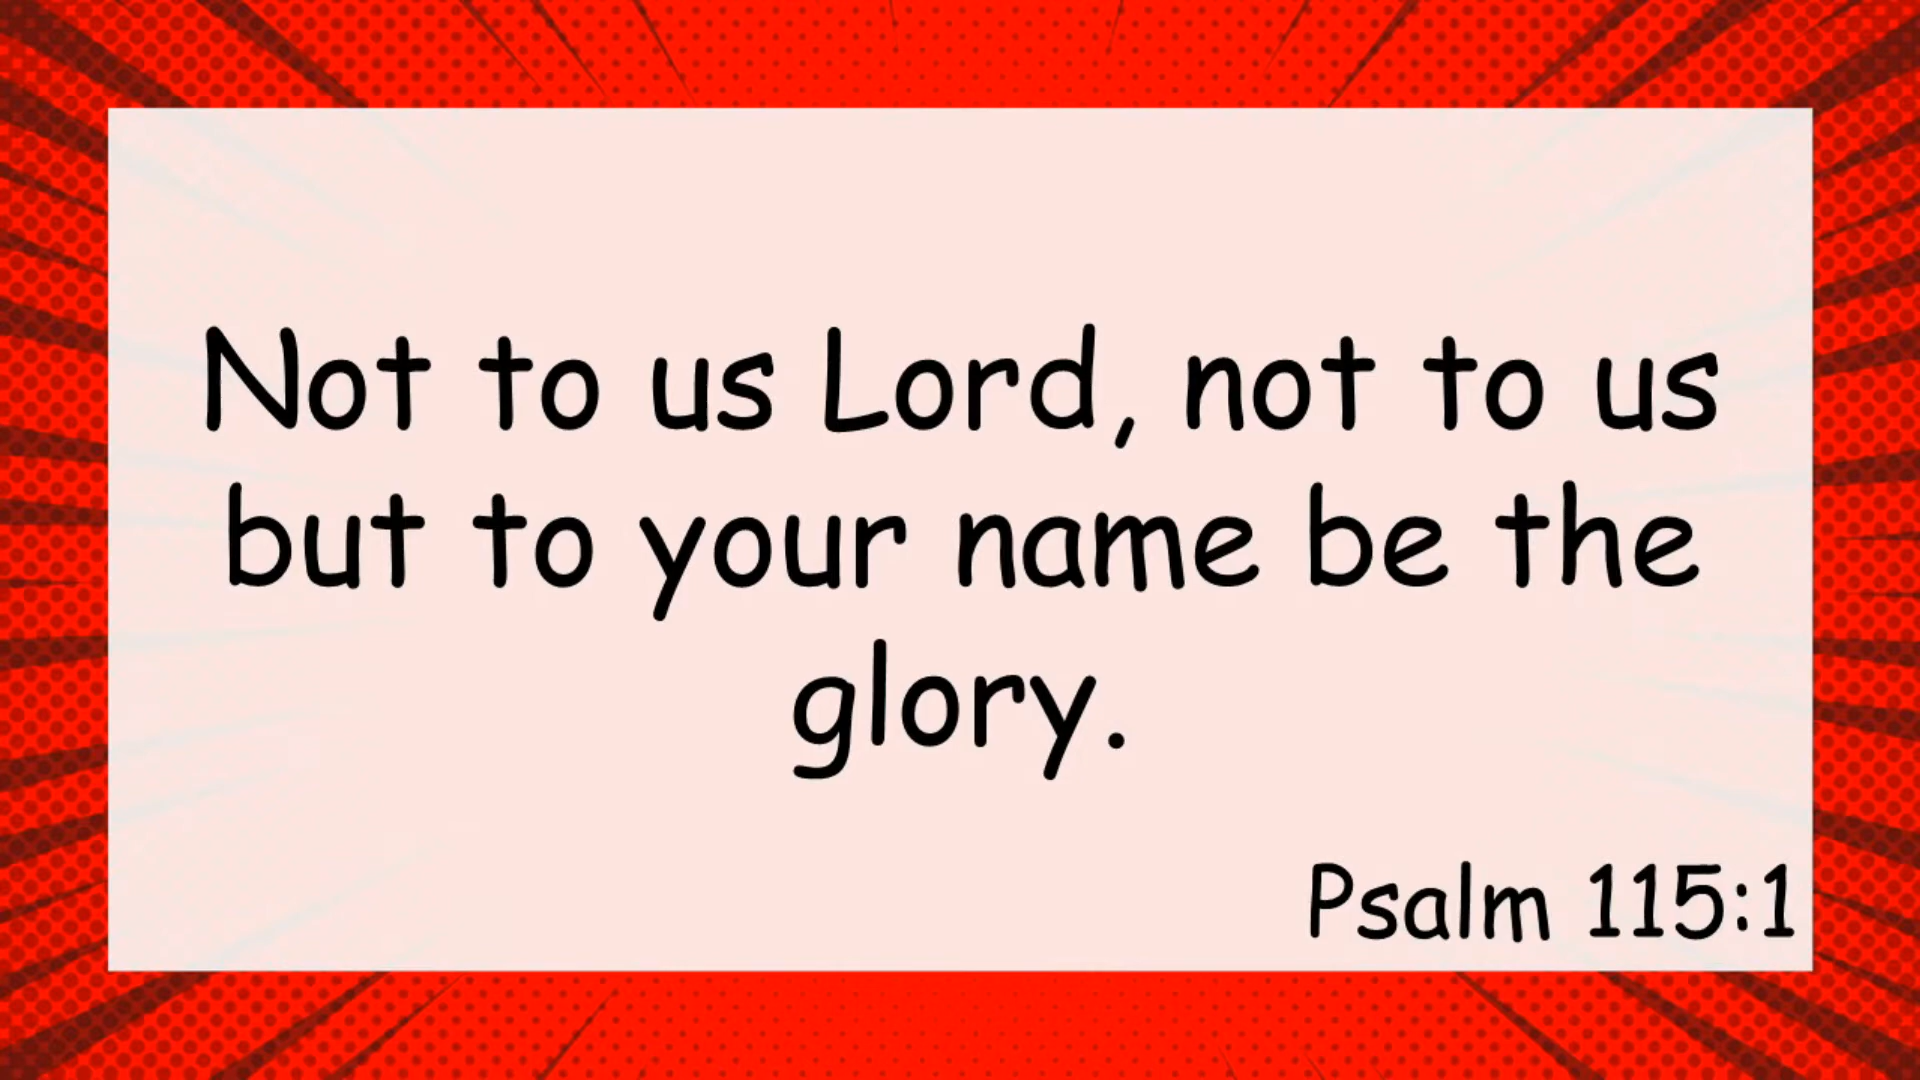 Not to us Lord, not to us
but to your name be the
glory.
Psalm 115:1